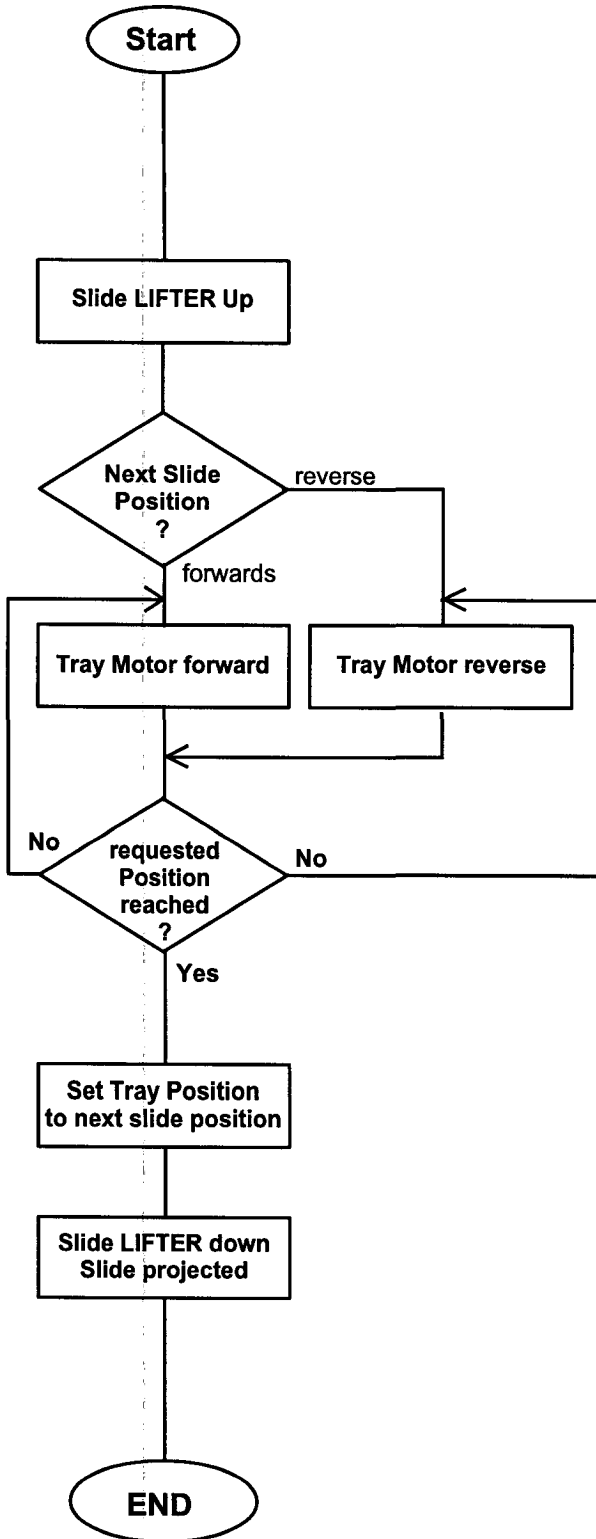 Start
Slide LIFTER Up
Next Slide
Position
?
reverse
forwards
Tray Motor forward
Tray Motor reverse
No
requested
Position
reached
?
No
Yes
Set Tray Position
to next slide position
Slide LIFTER down
Slide projected
END